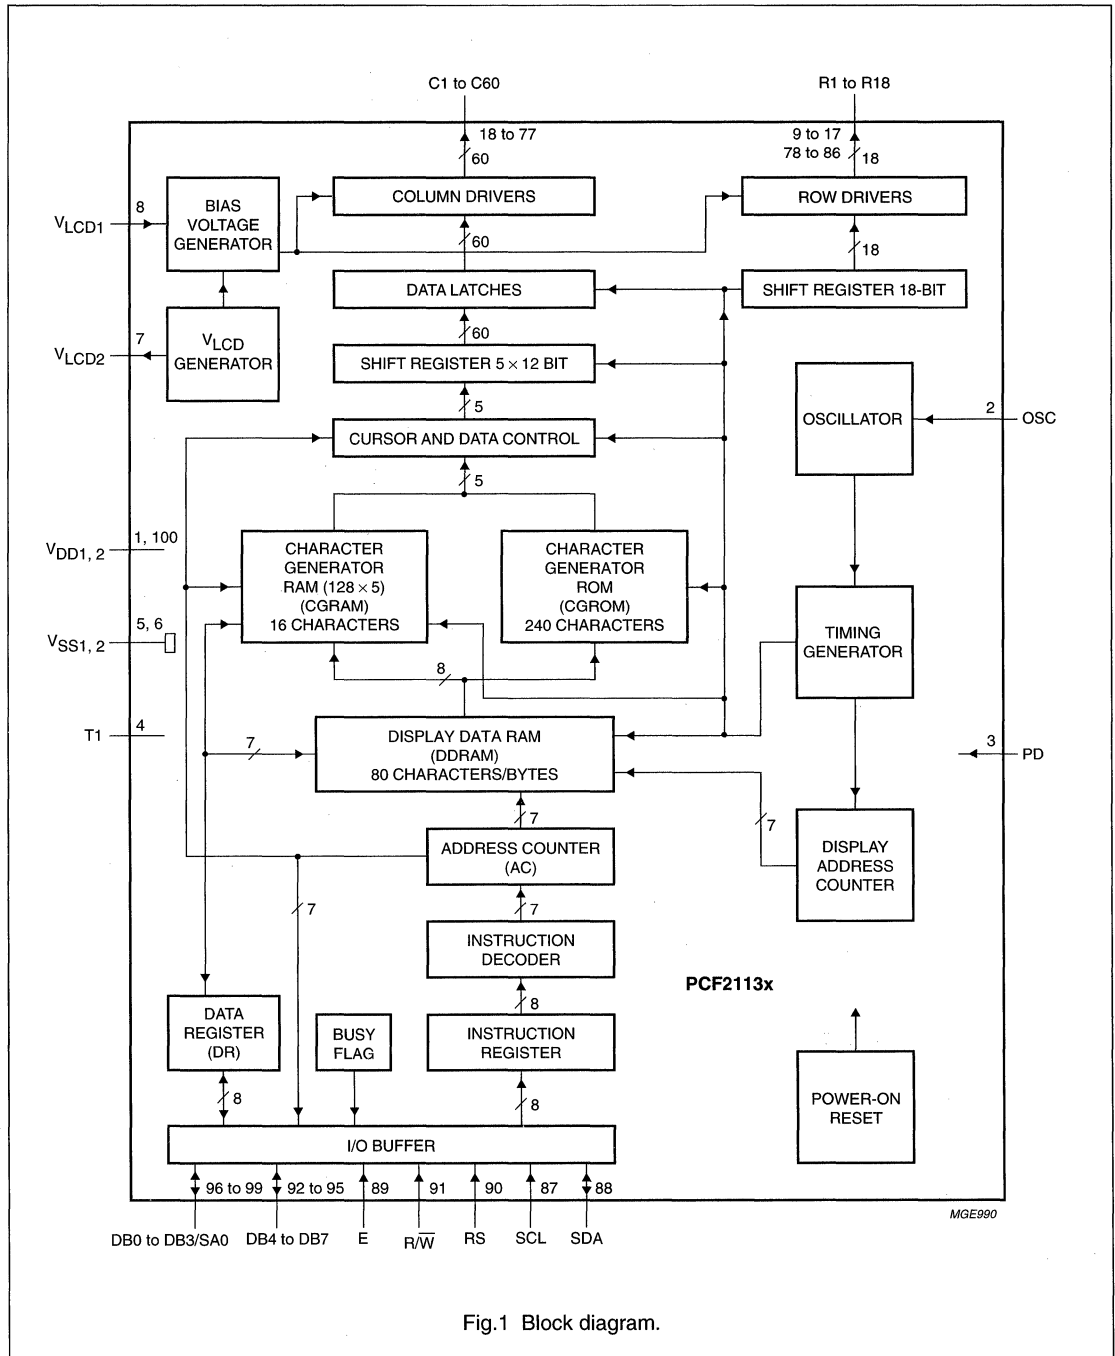 C1 to C60
R1 to R18
18 to 77
60
9 to 17
78 to 86
18
BIAS
VOLTAGE
GENERATOR
COLUMN DRIVERS
ROW DRIVERS
8
VLCD1
60
18
DATA LATCHES
SHIFT REGISTER 18-BIT
7
VLCD2
VLCD
GENERATOR
60
SHIFT REGISTER 5 × 12 BIT
5
OSCILLATOR
2
OSC
CURSOR AND DATA CONTROL
5
VDD1, 2
1, 100
CHARACTER
GENERATOR
RAM (128 × 5)
(CGRAM)
16 CHARACTERS
CHARACTER
GENERATOR
ROM
(CGROM)
240 CHARACTERS
5, 6
VSS1, 2
TIMING
GENERATOR
8
T1
4
7
DISPLAY DATA RAM
(DDRAM)
80 CHARACTERS/BYTES
3
PD
7
7
ADDRESS COUNTER
(AC)
DISPLAY
ADDRESS
COUNTER
7
7
INSTRUCTION
DECODER
PCF2113x
8
DATA
REGISTER
(DR)
BUSY
FLAG
INSTRUCTION
REGISTER
8
8
POWER-ON
RESET
I/O BUFFER
96 to 99
92 to 95
89
91
90
87
88
MGE990
DB0 to DB3/SA0
DB4 to DB7
E
R/W̅
RS
SCL
SDA
Fig.1 Block diagram.